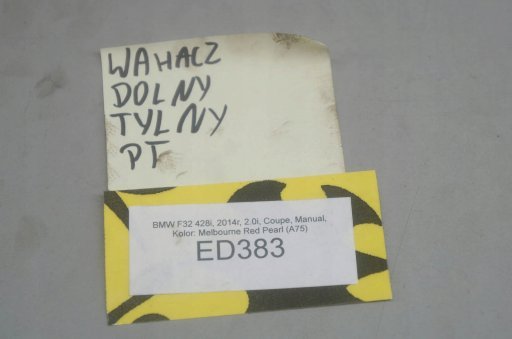 WAHACZ
DOLNY
TYLNY
PT
BMW F32 428i, 2014r, 2.0i, Coupe, Manual,
Kolor: Melbourne Red Pearl (A75)
ED383